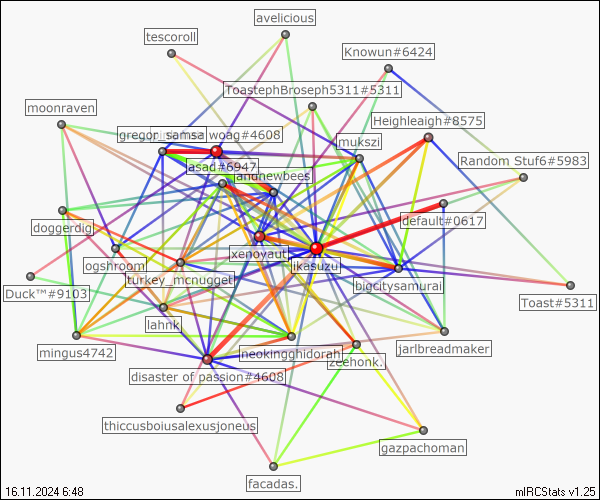 avelicious
tescoroll
Knowun#6424
ToastephBroseph5311#5311
moonraven
Heighleaigh#8575
gregor_samsa woag#4608
mukszi
Random Stuf6#5983
asad#6947
andnewbees
default#0617
doggerdig
xenoyaut
likasuzu
ogshroom
turkey_mcnugget
bigcitysamurai
Duck™#9103
Toast#5311
lahnk
mingus4742
neokingghidorah
jarlbreadmaker
zeehonk.
disaster of passion#4608
thiccusboiusalexusjoneus
gazpachoman
facadas.
16.11.2024 6:48
mIRCStats v1.25